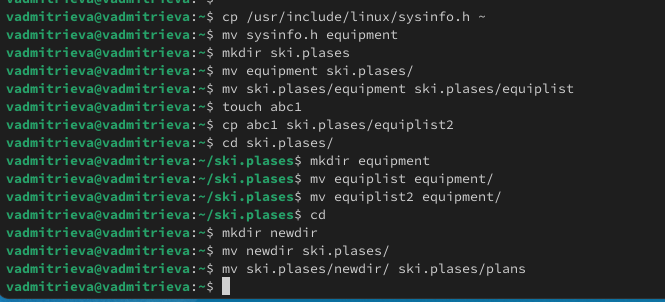 vadmitrieva@vadmitrieva:~$ cp /usr/include/linux/sysinfo.h ~
vadmitrieva@vadmitrieva:~$ mv sysinfo.h equipment
vadmitrieva@vadmitrieva:~$ mkdir ski.plases
vadmitrieva@vadmitrieva:~$ mv equipment ski.plases/
vadmitrieva@vadmitrieva:~$ mv ski.plases/equipment ski.plases/equiplist
vadmitrieva@vadmitrieva:~$ touch abc1
vadmitrieva@vadmitrieva:~$ cp abc1 ski.plases/equiplist2
vadmitrieva@vadmitrieva:~$ cd ski.plases/
vadmitrieva@vadmitrieva:~/ski.plases$ mkdir equipment
vadmitrieva@vadmitrieva:~/ski.plases$ mv equiplist equipment/
vadmitrieva@vadmitrieva:~/ski.plases$ mv equiplist2 equipment/
vadmitrieva@vadmitrieva:~/ski.plases$ cd
vadmitrieva@vadmitrieva:~$ mkdir newdir
vadmitrieva@vadmitrieva:~$ mv newdir ski.plases/
vadmitrieva@vadmitrieva:~$ mv ski.plases/newdir/ ski.plases/plans
vadmitrieva@vadmitrieva:~$